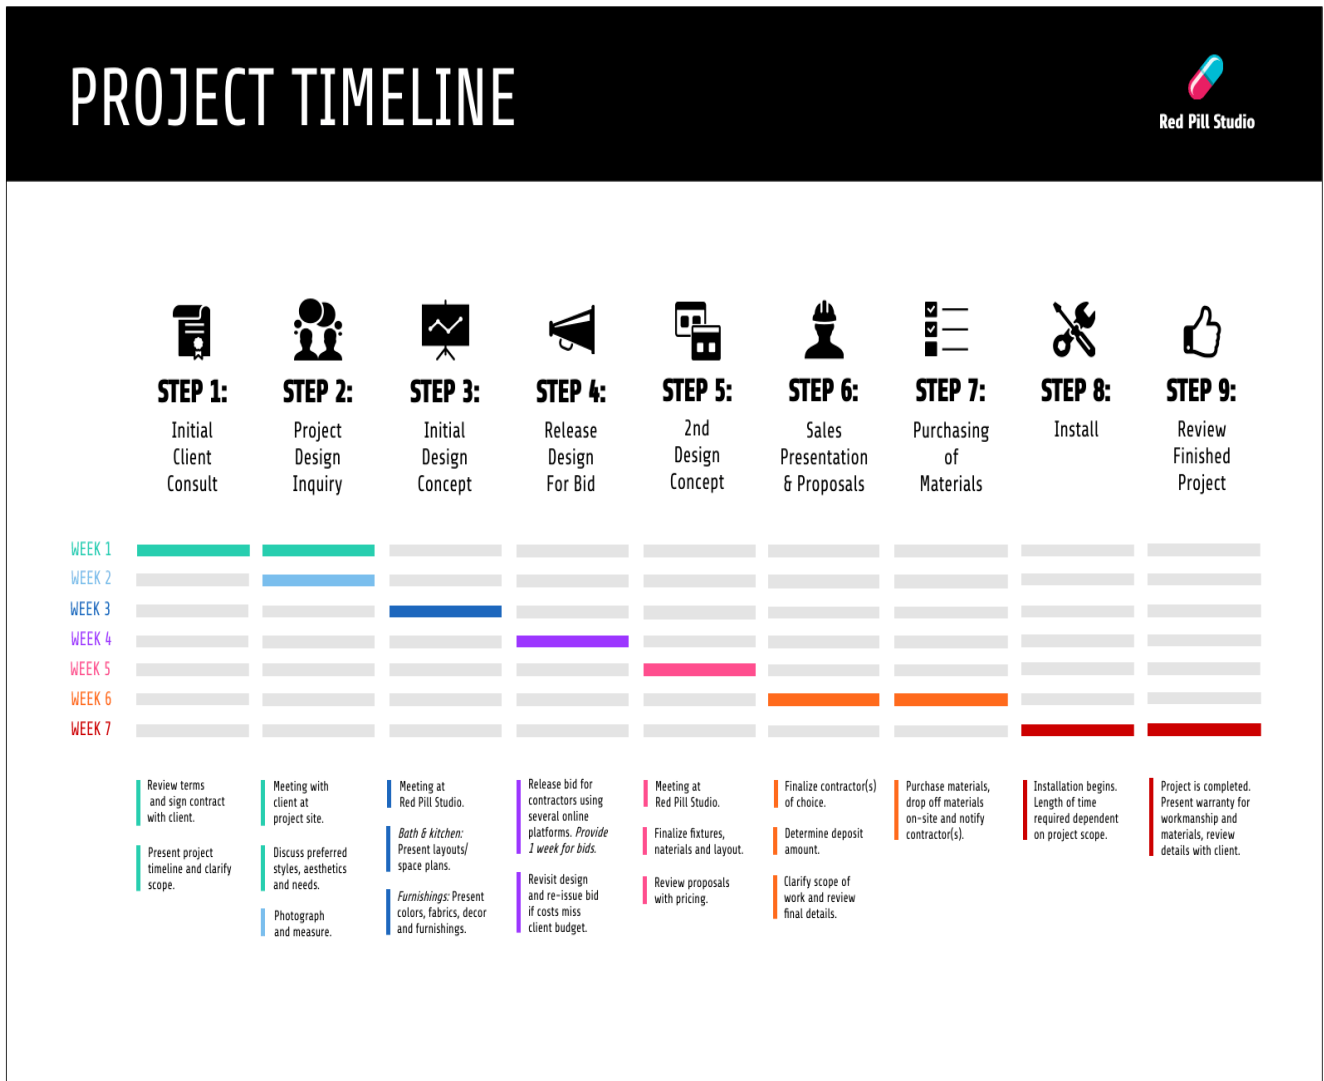 PROJECT TIMELINE
Red Pill Studio
STEP 1:
Initial
Client
Consult
STEP 2:
Project
Design
Inquiry
STEP 3:
Initial
Design
Concept
STEP 4:
Release
Design
For Bid
STEP 5:
2nd
Design
Concept
STEP 6:
Sales
Presentation
& Proposals
STEP 7:
Purchasing
of
Materials
STEP 8:
Install
STEP 9:
Review
Finished
Project
WEEK 1
WEEK 2
WEEK 3
WEEK 4
WEEK 5
WEEK 6
WEEK 7
Review terms
and sign contract
with client.
Present project
timeline and clarify
scope.
Meeting with
client at
project site.
Discuss preferred
styles, aesthetics
and needs.
Photograph
and measure.
Meeting at
Red Pill Studio.
Bath & kitchen:
Present layouts/
space plans.
Furnishings: Present
colors, fabrics, decor
and furnishings.
Release bid for
contractors using
several online
platforms. Provide
1 week for bids.
Revisit design
and re-issue bid
if costs miss
client budget.
Meeting at
Red Pill Studio.
Finalize fixtures,
naterials and layout.
Review proposals
with pricing.
Finalize contractor(s)
of choice.
Determine deposit
amount.
Clarify scope of
work and review
final details.
Purchase materials,
drop off materials
on-site and notify
contractor(s).
Installation begins.
Length of time
required dependent
on project scope.
Project is completed.
Present warranty for
workmanship and
materials, review
details with client.